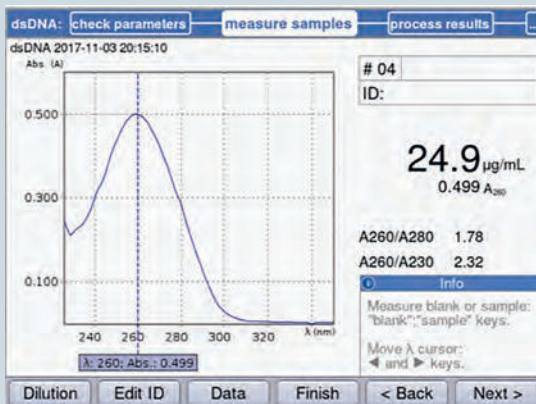 dsDNA: check parameters measure samples process results ...
dsDNA 2017-11-03 20:15:10
Abs. (A)
0.500
0.300
0.100
240 260 280 300 320 λ (nm)
λ: 260; Abs.: 0.499
# 04
ID:
24.9 µg/mL
0.499 A260
A260/A280 1.78
A260/A230 2.32
Info
Measure blank or sample:
"blank";"sample" keys.
Move λ cursor:
◄ and ► keys.
Dilution Edit ID Data Finish < Back Next >